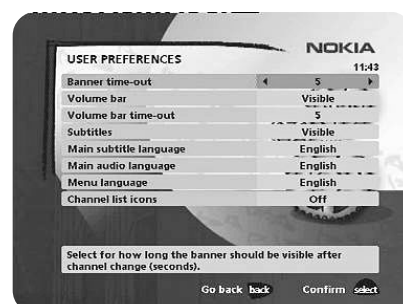 NOKIA
USER PREFERENCES
11:43
Banner time-out 5
Volume bar Visible
Volume bar time-out 5
Subtitles Visible
Main subtitle language English
Main audio language English
Menu language English
Channel list icons Off
Select for how long the banner should be visible after
channel change (seconds).
Go back back Confirm select